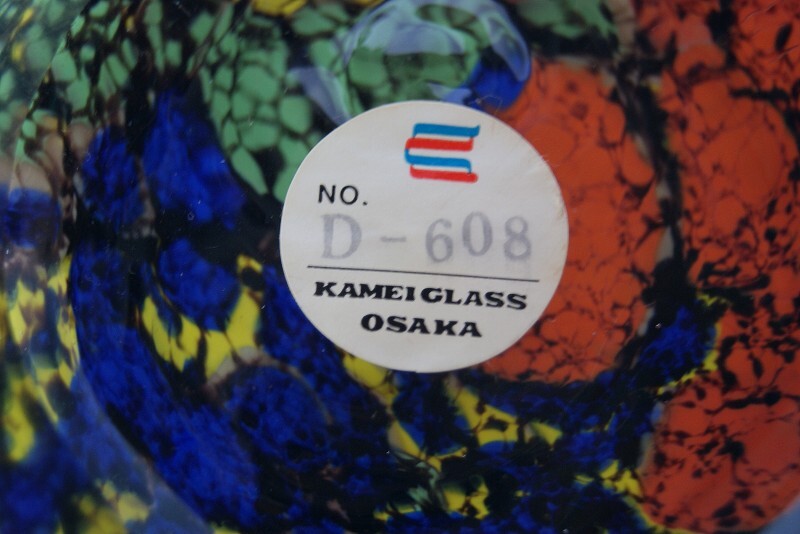 NO.
D-608
KAMEI GLASS
OSAKA